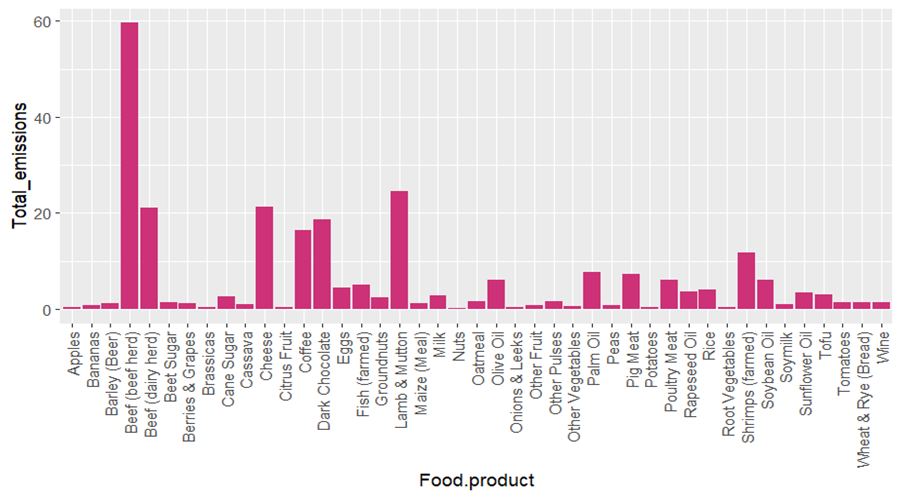 Total_emissions
60
40
20
0
Apples
Bananas
Barley (Beer)
Beef (beef herd)
Beef (dairy herd)
Beet Sugar
Berries & Grapes
Brassicas
Cane Sugar
Cassava
Cheese
Citrus Fruit
Coffee
Dark Chocolate
Eggs
Fish (farmed)
Groundnuts
Lamb & Mutton
Maize (Meal)
Milk
Nuts
Oatmeal
Olive Oil
Onions & Leeks
Other Fruit
Other Pulses
Other Vegetables
Palm Oil
Peas
Pig Meat
Potatoes
Poultry Meat
Rapeseed Oil
Rice
Root Vegetables
Shrimps (farmed)
Soybean Oil
Soymilk
Sunflower Oil
Tofu
Tomatoes
Wheat & Rye (Bread)
Wine
Food.product